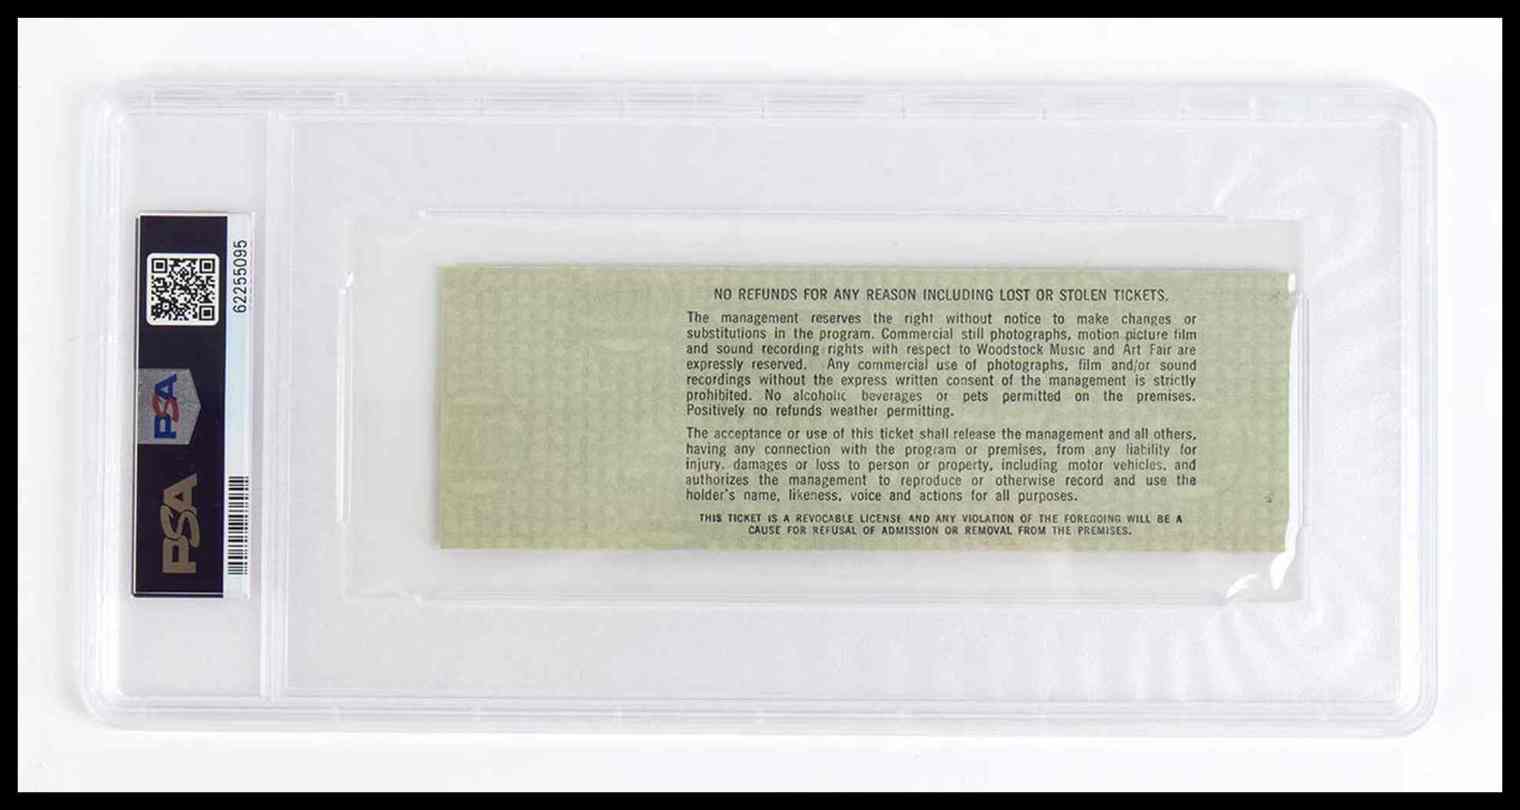 62255095
PSA
PSA
NO REFUNDS FOR ANY REASON INCLUDING LOST OR STOLEN TICKETS.
The management reserves the right without notice to make changes or
substitutions in the program. Commercial still photographs, motion picture film
and sound recording rights with respect to Woodstock Music and Art Fair are
expressly reserved. Any commercial use of photographs, film and/or sound
recordings without the express written consent of the management is strictly
prohibited. No alcoholic beverages or pets permitted on the premises.
Positively no refunds weather permitting.
The acceptance or use of this ticket shall release the management and all others,
having any connection with the program or premises, from any liability for
injury, damages or loss to person or property, including motor vehicles, and
authorizes the management to reproduce or otherwise record and use the
holder's name, likeness, voice and actions for all purposes.
THIS TICKET IS A REVOCABLE LICENSE AND ANY VIOLATION OF THE FOREGOING WILL BE A
CAUSE FOR REFUSAL OF ADMISSION OR REMOVAL FROM THE PREMISES.